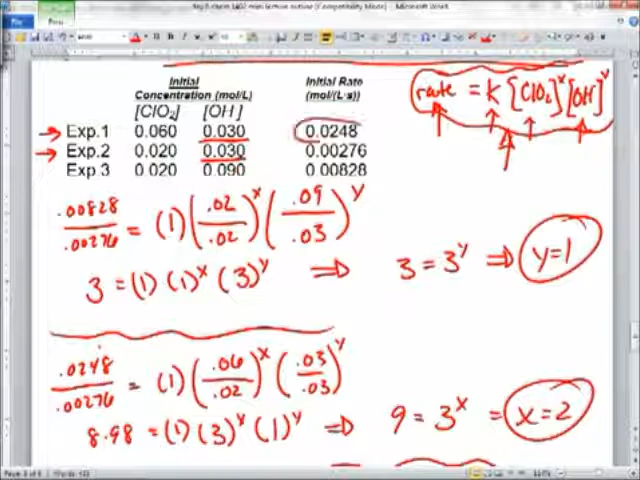 Initial Initial Rate
Concentration (mol/L) (mol/(L·s))
[ClO₂] [OH⁻]
Exp.1 0.060 0.030 0.0248
Exp.2 0.020 0.030 0.00276
Exp.3 0.020 0.090 0.00828
rate = K [ClO₂]^x [OH]^y
.00828/.00276 = (1) (.02/.02)^x (.09/.03)^y
3 = (1) (1)^x (3)^y ⇒ 3 = 3^y ⇒ y=1
.0248/.00276 = (1) (.06/.02)^x (.03/.03)^y
8.98 = (1) (3)^x (1)^y ⇒ 9 = 3^x = x=2